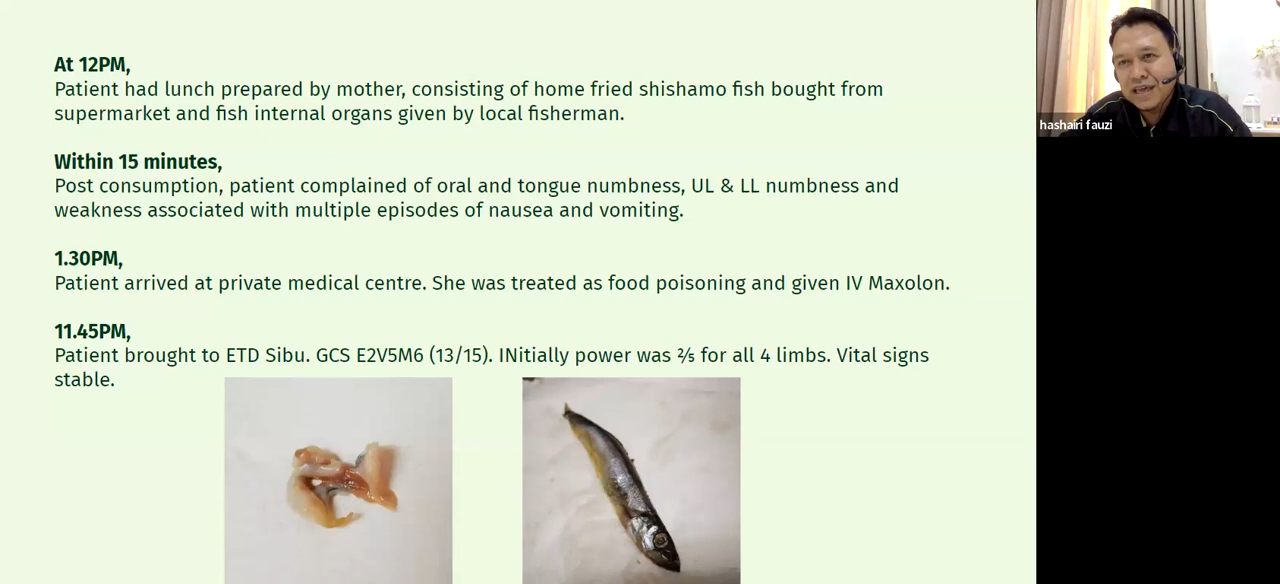 At 12PM,
Patient had lunch prepared by mother, consisting of home fried shishamo fish bought from
supermarket and fish internal organs given by local fisherman.
Within 15 minutes,
Post consumption, patient complained of oral and tongue numbness, UL & LL numbness and
weakness associated with multiple episodes of nausea and vomiting.
1.30PM,
Patient arrived at private medical centre. She was treated as food poisoning and given IV Maxolon.
11.45PM,
Patient brought to ETD Sibu. GCS E2V5M6 (13/15). INitially power was ⅖ for all 4 limbs. Vital signs
stable.
hashairi fauzi